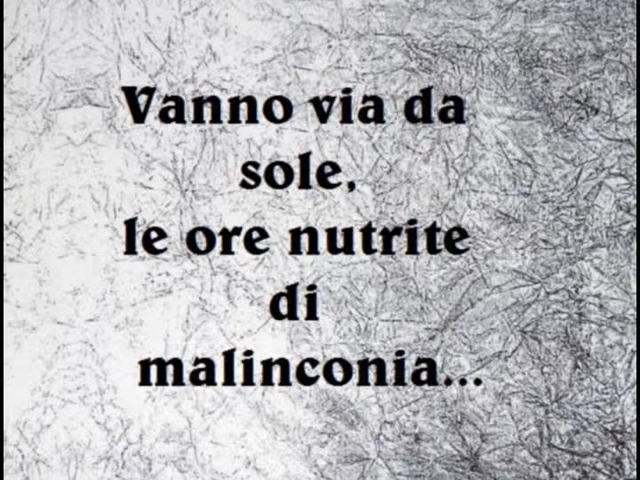 Vanno via da
sole,
le ore nutrite
di
malinconia...